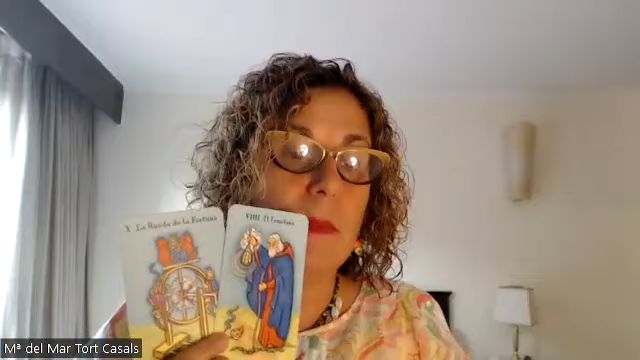 X La Rueda de la Fortuna
VIIII El Ermitaño
Mª del Mar Tort Casals